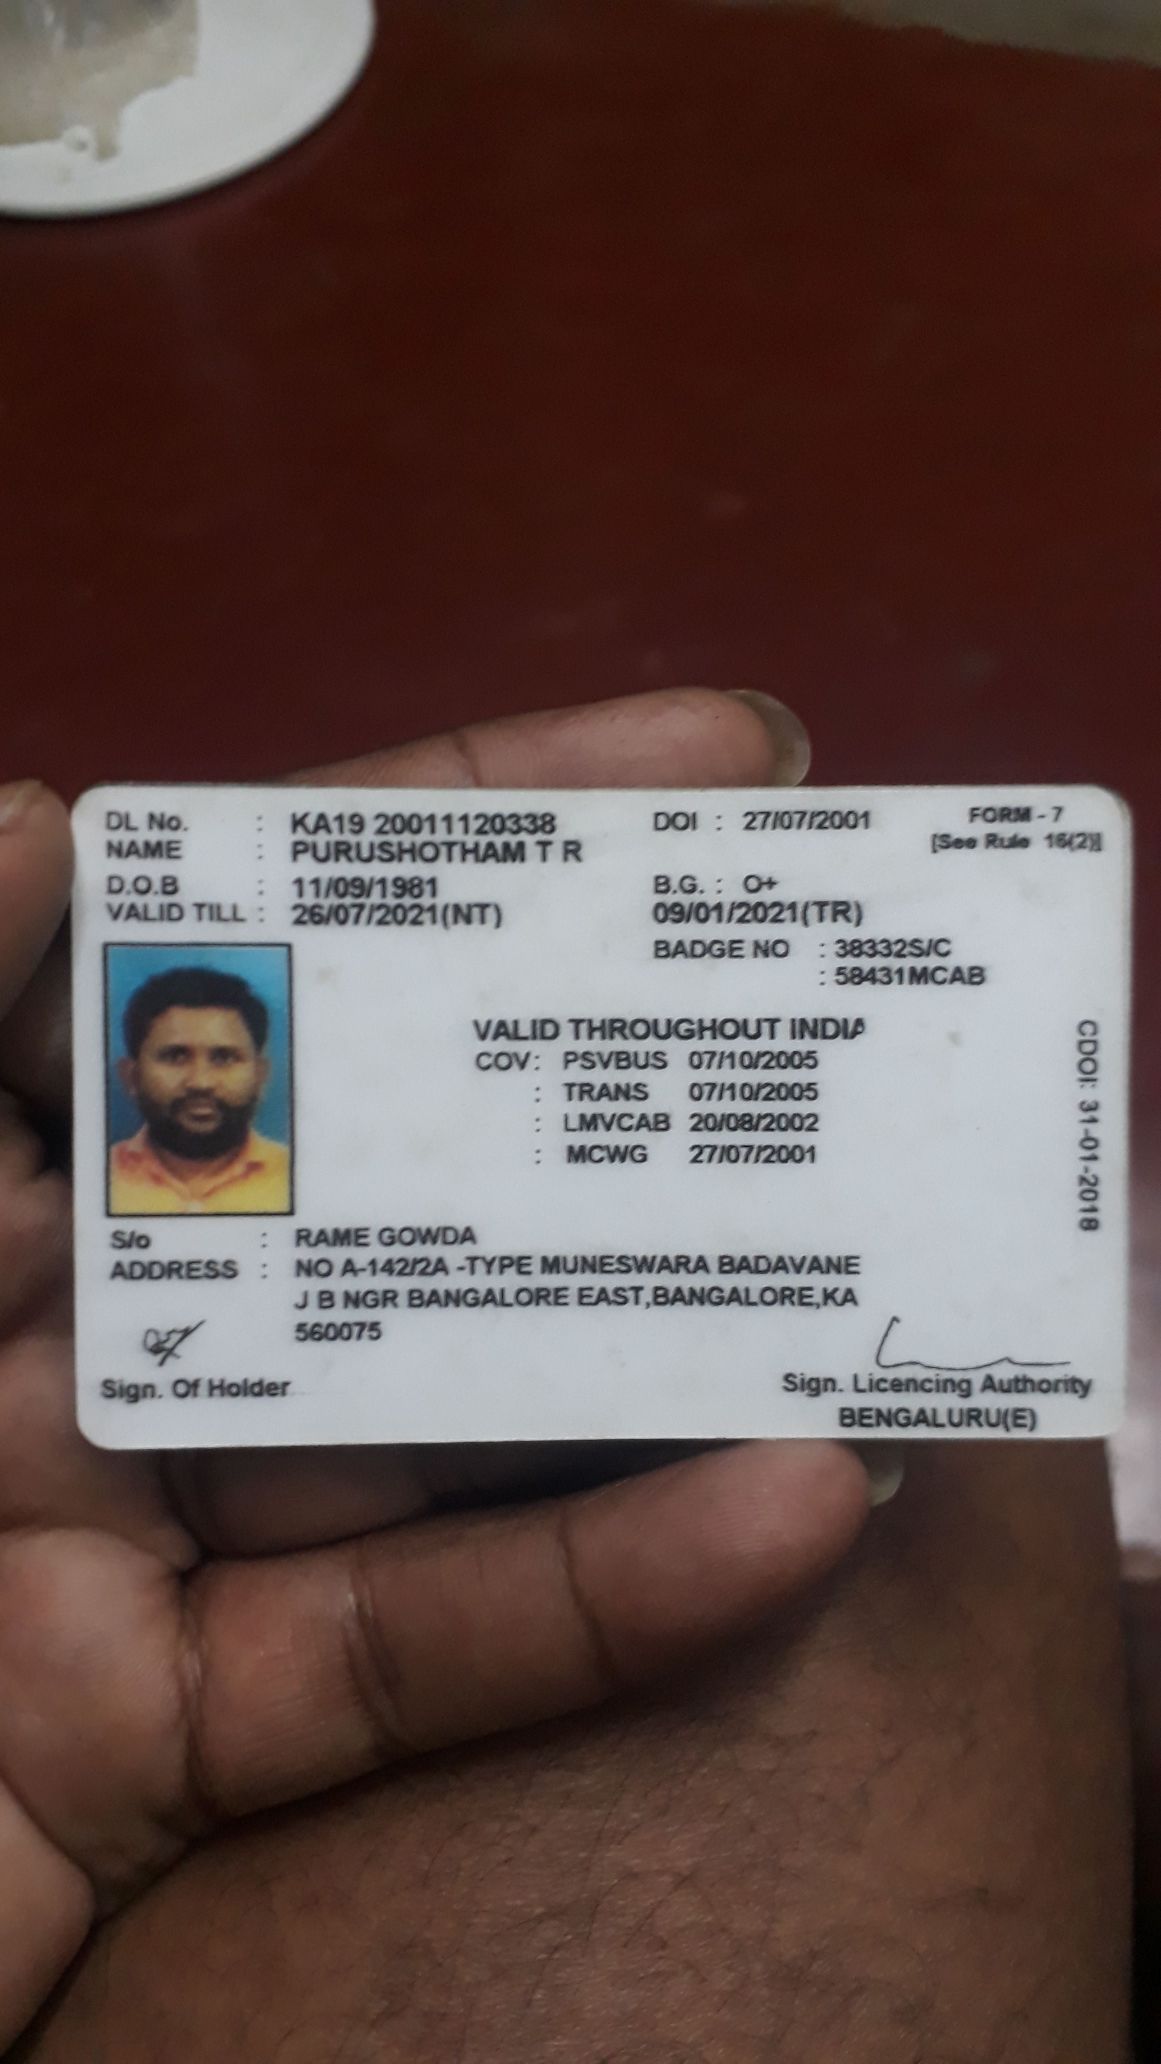 DL No. : KA19 20011120338 DOI : 27/07/2001 FORM - 7
NAME : PURUSHOTHAM T R [See Rule 16(2)]
D.O.B : 11/09/1981 B.G. : O+
VALID TILL : 26/07/2021(NT) 09/01/2021(TR)
BADGE NO : 38332S/C
: 58431MCAB
VALID THROUGHOUT INDIA
COV: PSVBUS 07/10/2005
: TRANS 07/10/2005
: LMVCAB 20/08/2002
: MCWG 27/07/2001
CDOI: 31-01-2018
S/o : RAME GOWDA
ADDRESS : NO A-142/2A -TYPE MUNESWARA BADAVANE
J B NGR BANGALORE EAST,BANGALORE,KA
560075
Sign. Of Holder Sign. Licencing Authority
BENGALURU(E)